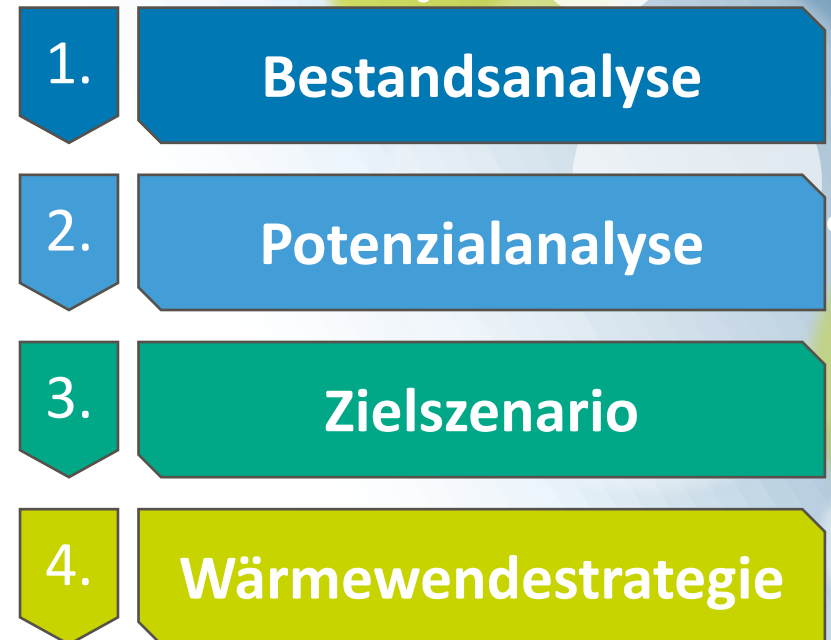 1. Bestandsanalyse
2. Potenzialanalyse
3. Zielszenario
4. Wärmewendestrategie